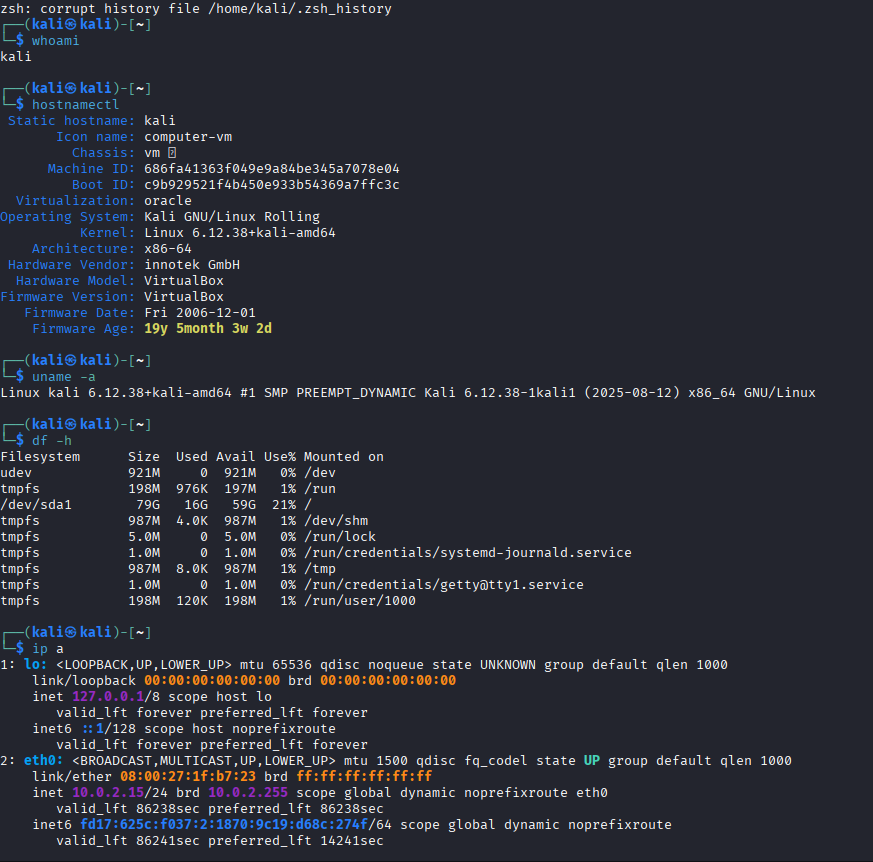 zsh: corrupt history file /home/kali/.zsh_history
┌──(kali㉿kali)-[~]
└─$ whoami
kali
┌──(kali㉿kali)-[~]
└─$ hostnamectl
Static hostname: kali
Icon name: computer-vm
Chassis: vm
Machine ID: 686fa41363f049e9a84be345a7078e04
Boot ID: c9b929521f4b450e933b54369a7ffc3c
Virtualization: oracle
Operating System: Kali GNU/Linux Rolling
Kernel: Linux 6.12.38+kali-amd64
Architecture: x86-64
Hardware Vendor: innotek GmbH
Hardware Model: VirtualBox
Firmware Version: VirtualBox
Firmware Date: Fri 2006-12-01
Firmware Age: 19y 5month 3w 2d
┌──(kali㉿kali)-[~]
└─$ uname -a
Linux kali 6.12.38+kali-amd64 #1 SMP PREEMPT_DYNAMIC Kali 6.12.38-1kali1 (2025-08-12) x86_64 GNU/Linux
┌──(kali㉿kali)-[~]
└─$ df -h
Filesystem      Size  Used Avail Use% Mounted on
udev            921M     0  921M   0% /dev
tmpfs           198M  976K  197M   1% /run
/dev/sda1        79G   16G   59G  21% /
tmpfs           987M  4.0K  987M   1% /dev/shm
tmpfs           5.0M     0  5.0M   0% /run/lock
tmpfs           1.0M     0  1.0M   0% /run/credentials/systemd-journald.service
tmpfs           987M  8.0K  987M   1% /tmp
tmpfs           1.0M     0  1.0M   0% /run/credentials/getty@tty1.service
tmpfs           198M  120K  198M   1% /run/user/1000
┌──(kali㉿kali)-[~]
└─$ ip a
1: lo: <LOOPBACK,UP,LOWER_UP> mtu 65536 qdisc noqueue state UNKNOWN group default qlen 1000
link/loopback 00:00:00:00:00:00 brd 00:00:00:00:00:00
inet 127.0.0.1/8 scope host lo
valid_lft forever preferred_lft forever
inet6 ::1/128 scope host noprefixroute
valid_lft forever preferred_lft forever
2: eth0: <BROADCAST,MULTICAST,UP,LOWER_UP> mtu 1500 qdisc fq_codel state UP group default qlen 1000
link/ether 08:00:27:1f:b7:23 brd ff:ff:ff:ff:ff:ff
inet 10.0.2.15/24 brd 10.0.2.255 scope global dynamic noprefixroute eth0
valid_lft 86238sec preferred_lft 86238sec
inet6 fd17:625c:f037:2:1870:9c19:d68c:274f/64 scope global dynamic noprefixroute
valid_lft 86241sec preferred_lft 14241sec